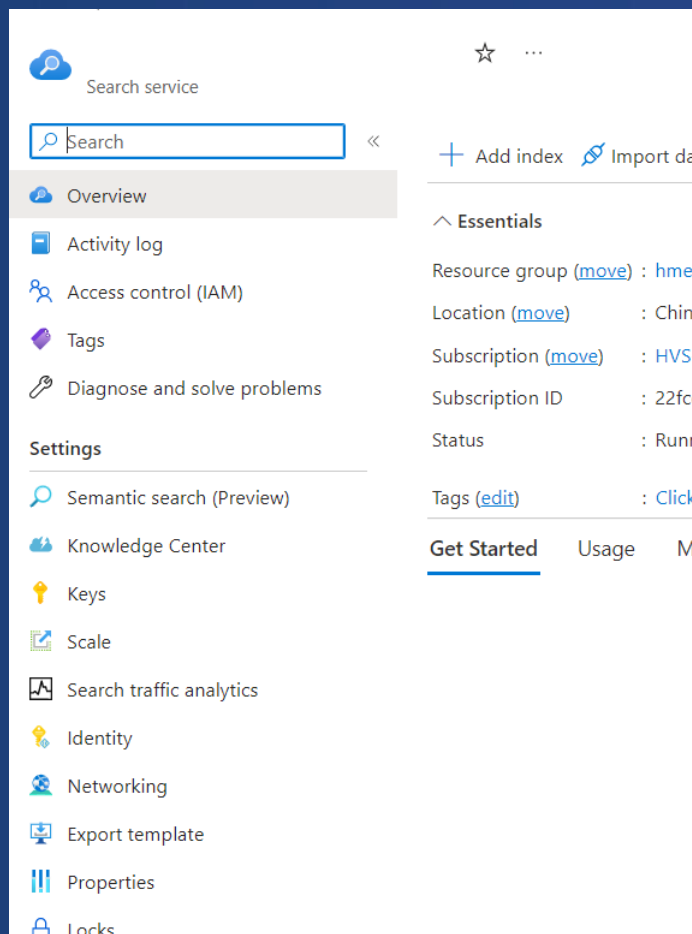 Search service
Search
Overview
Activity log
Access control (IAM)
Tags
Diagnose and solve problems
Settings
Semantic search (Preview)
Knowledge Center
Keys
Scale
Search traffic analytics
Identity
Networking
Export template
Properties
Locks
Add index Import da
Essentials
Resource group (move) : hme
Location (move) : Chin
Subscription (move) : HVS
Subscription ID : 22fc
Status : Runn
Tags (edit) : Click
Get Started Usage M